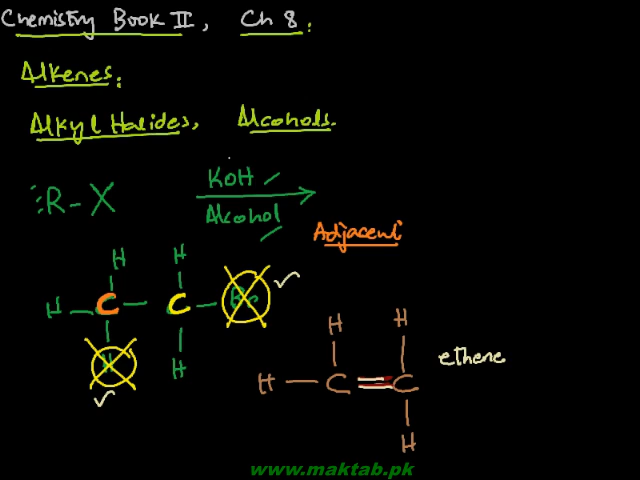 Chemistry Book II, Ch 8:
Alkenes:
Alkyl Halides, Alcohols.
R - X
KOH
Alcohol
Adjacent
H H
H C C Br
H H
H H
ethene
H C = C
H
www.maktab.pk